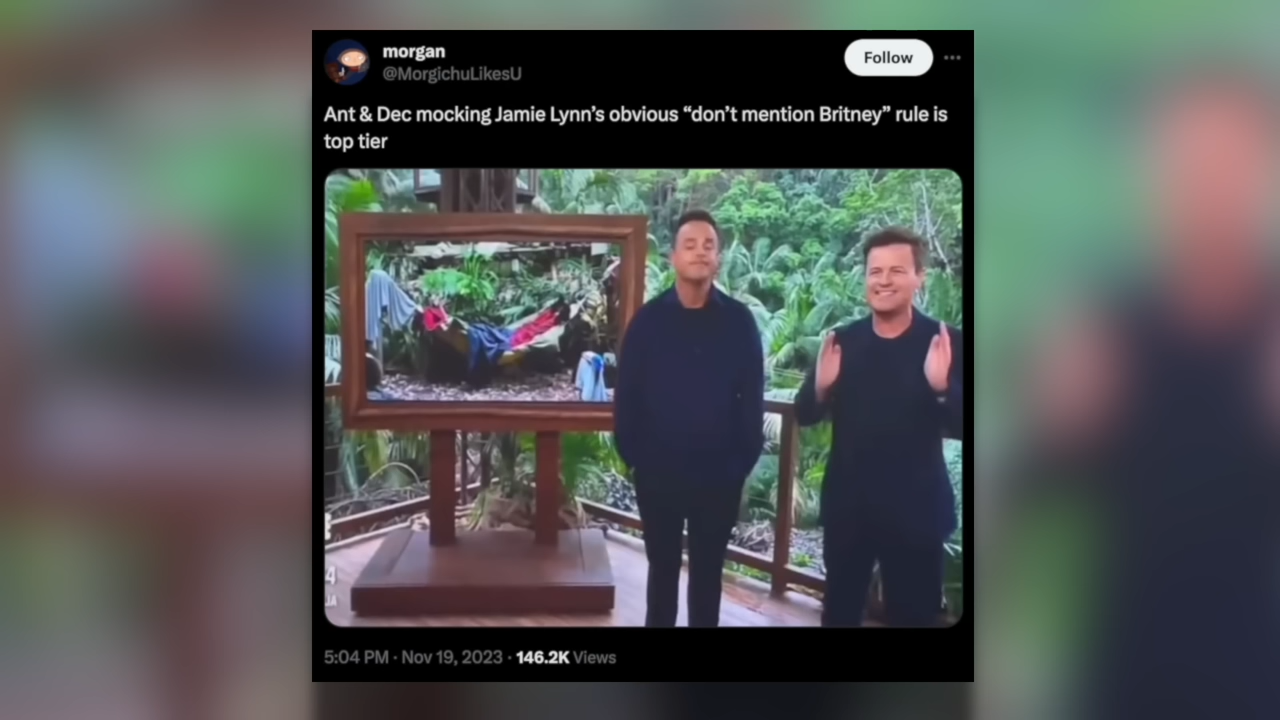 morgan
@MorgichuLikesU
Follow
Ant & Dec mocking Jamie Lynn’s obvious “don’t mention Britney” rule is
top tier
5:04 PM · Nov 19, 2023 · 146.2K Views